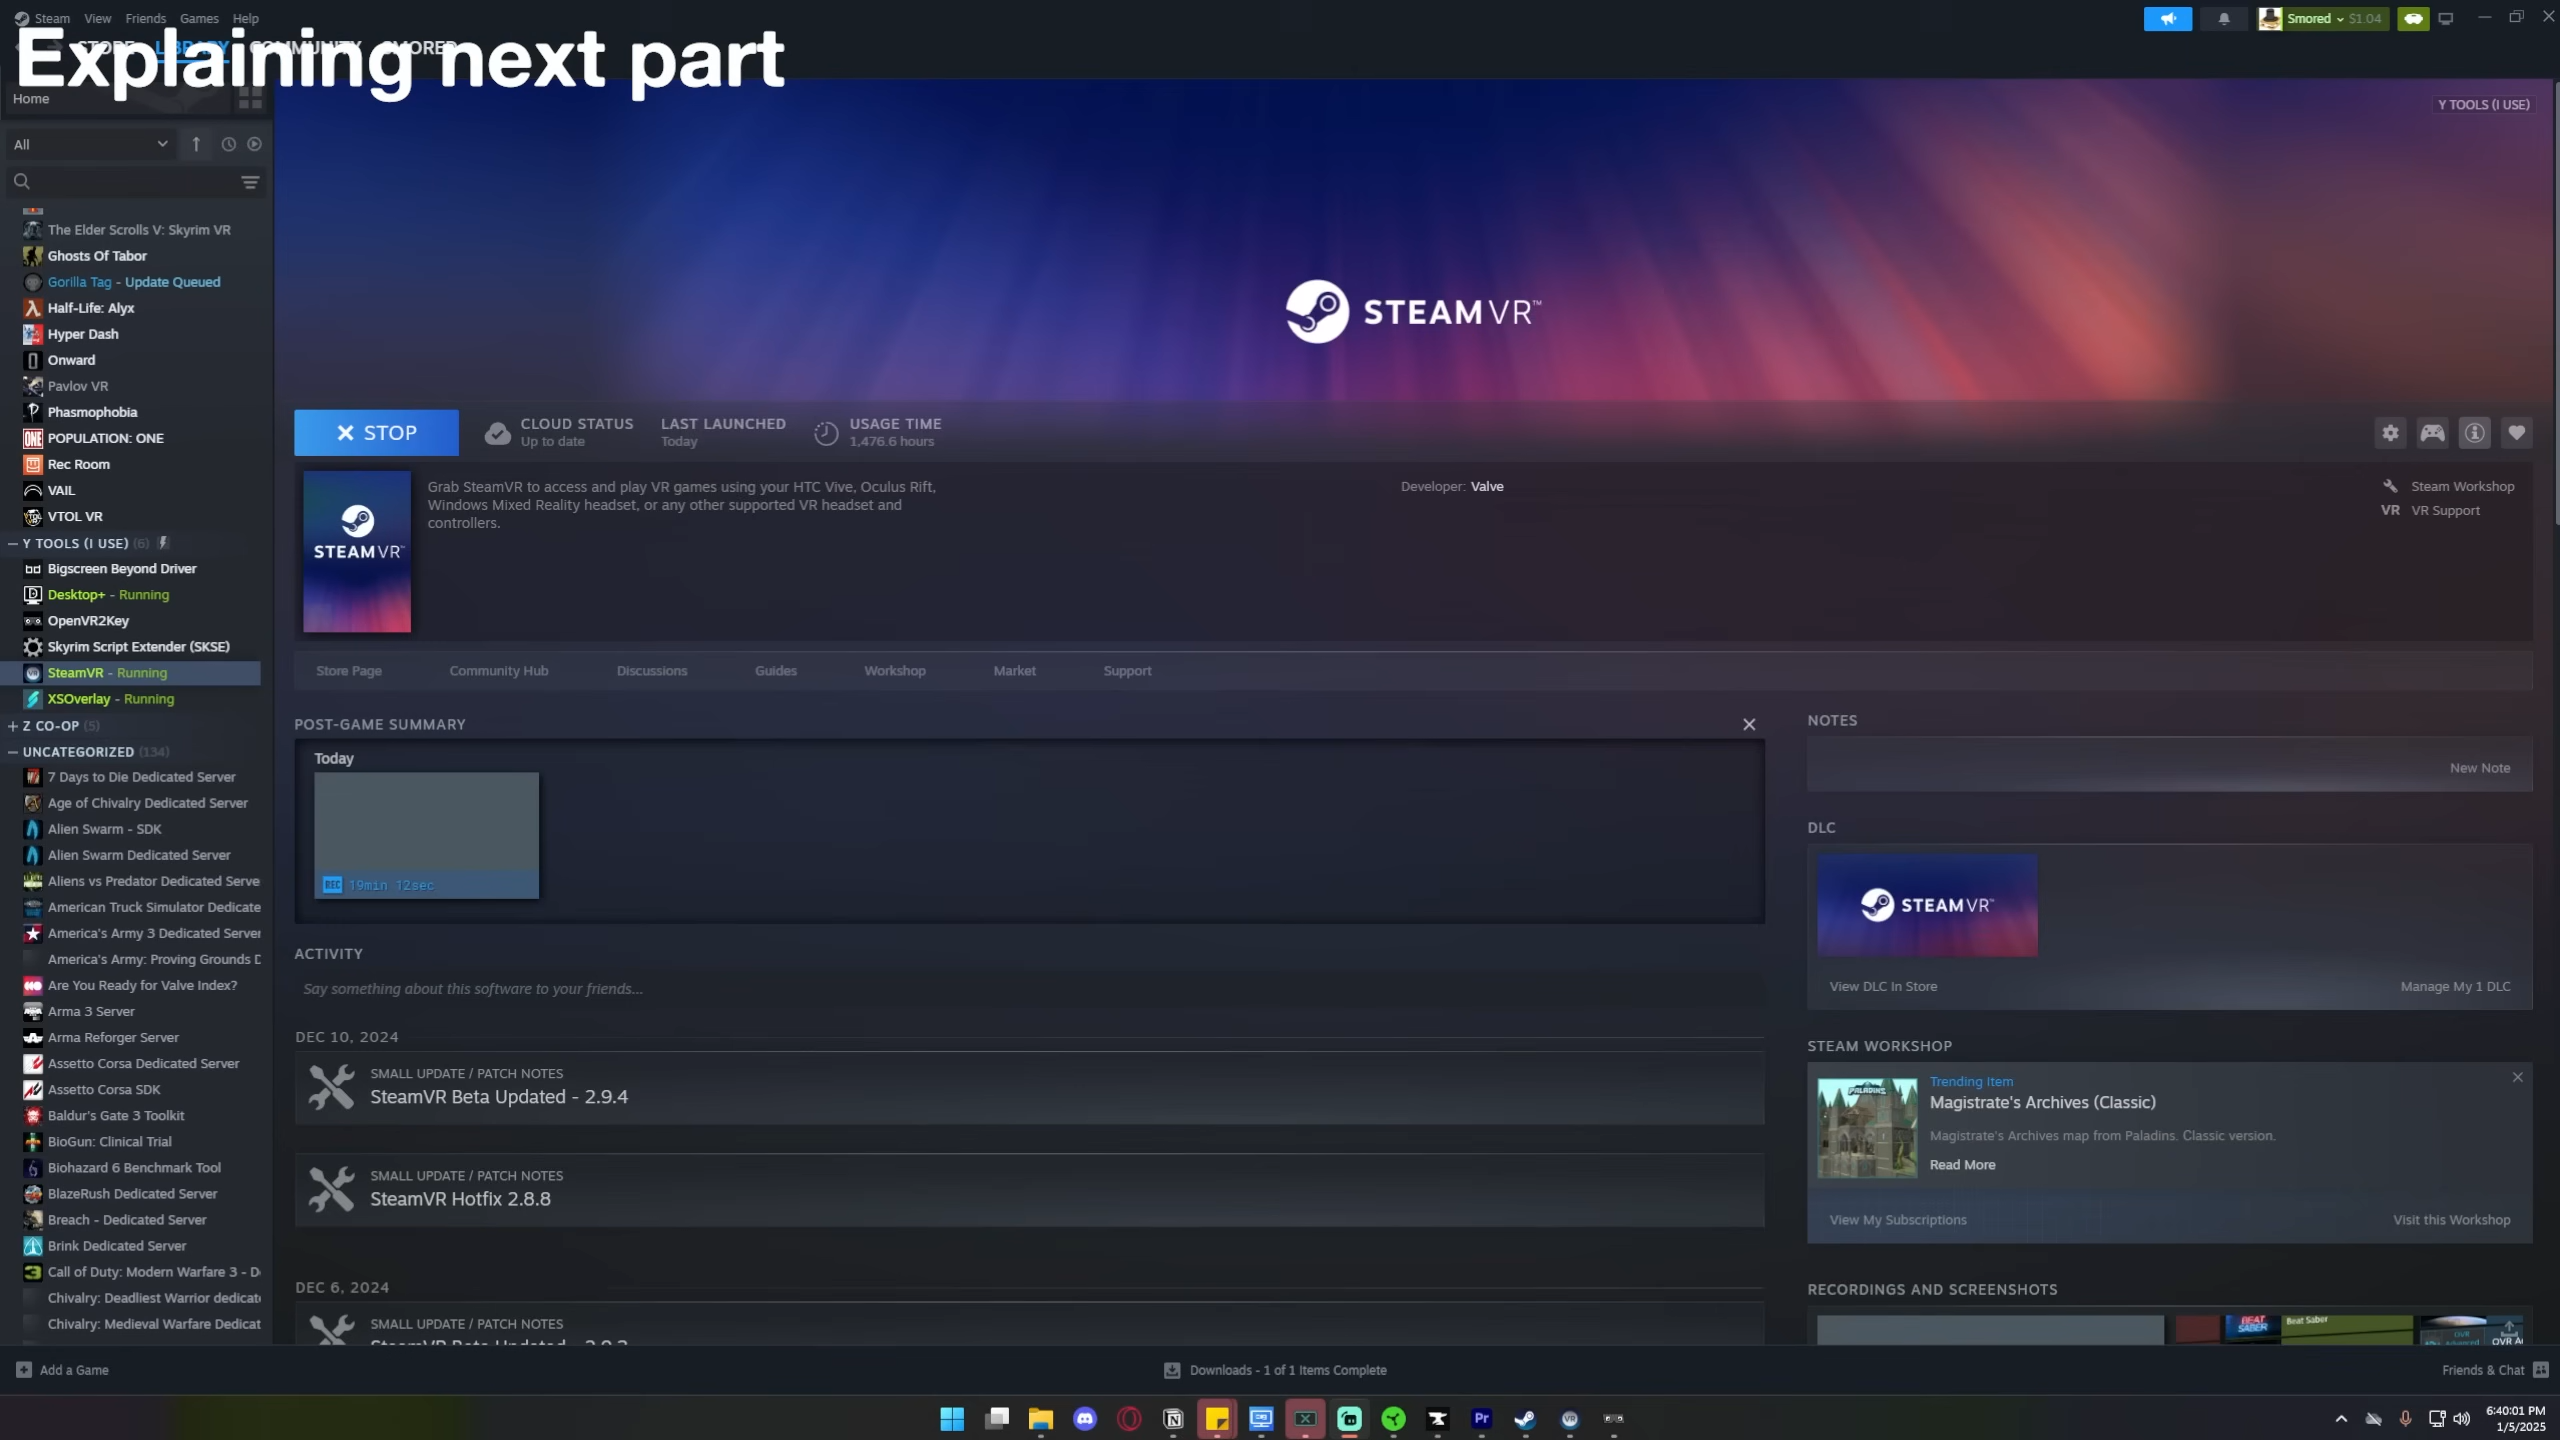 Steam View Friends Games Help
Smored $1.04
STORE LIBRARY COMMUNITY SMORED
Explaining next part
Home
Y TOOLS (I USE)
All
The Elder Scrolls V: Skyrim VR
Ghosts Of Tabor
Gorilla Tag - Update Queued
Half-Life: Alyx
Hyper Dash
Onward
Pavlov VR
Phasmophobia
POPULATION: ONE
Rec Room
VAIL
VTOL VR
Y TOOLS (I USE) (6)
Bigscreen Beyond Driver
Desktop+ - Running
OpenVR2Key
Skyrim Script Extender (SKSE)
SteamVR - Running
XSOverlay - Running
Z CO-OP (5)
UNCATEGORIZED (134)
7 Days to Die Dedicated Server
Age of Chivalry Dedicated Server
Alien Swarm - SDK
Alien Swarm Dedicated Server
Aliens vs Predator Dedicated Serve
American Truck Simulator Dedicate
America's Army 3 Dedicated Server
America's Army: Proving Grounds D
Are You Ready for Valve Index?
Arma 3 Server
Arma Reforger Server
Assetto Corsa Dedicated Server
Assetto Corsa SDK
Baldur's Gate 3 Toolkit
BioGun: Clinical Trial
Biohazard 6 Benchmark Tool
BlazeRush Dedicated Server
Breach - Dedicated Server
Brink Dedicated Server
Call of Duty: Modern Warfare 3 - D
Chivalry: Deadliest Warrior dedicat
Chivalry: Medieval Warfare Dedicat
STEAMVR™
STOP
CLOUD STATUS
Up to date
LAST LAUNCHED
Today
USAGE TIME
1,476.6 hours
STEAMVR™
Grab SteamVR to access and play VR games using your HTC Vive, Oculus Rift,
Windows Mixed Reality headset, or any other supported VR headset and
controllers.
Developer: Valve
Steam Workshop
VR VR Support
Store Page Community Hub Discussions Guides Workshop Market Support
POST-GAME SUMMARY
Today
REC 19min 12sec
ACTIVITY
Say something about this software to your friends...
DEC 10, 2024
SMALL UPDATE / PATCH NOTES
SteamVR Beta Updated - 2.9.4
SMALL UPDATE / PATCH NOTES
SteamVR Hotfix 2.8.8
DEC 6, 2024
SMALL UPDATE / PATCH NOTES
NOTES
New Note
DLC
STEAMVR™
View DLC In Store
Manage My 1 DLC
STEAM WORKSHOP
PALADINS
Trending Item
Magistrate's Archives (Classic)
Magistrate's Archives map from Paladins. Classic version.
Read More
View My Subscriptions
Visit this Workshop
RECORDINGS AND SCREENSHOTS
BEAT SABER
Beat Saber
Add a Game
Downloads - 1 of 1 Items Complete
Friends & Chat
6:40:01 PM
1/5/2025